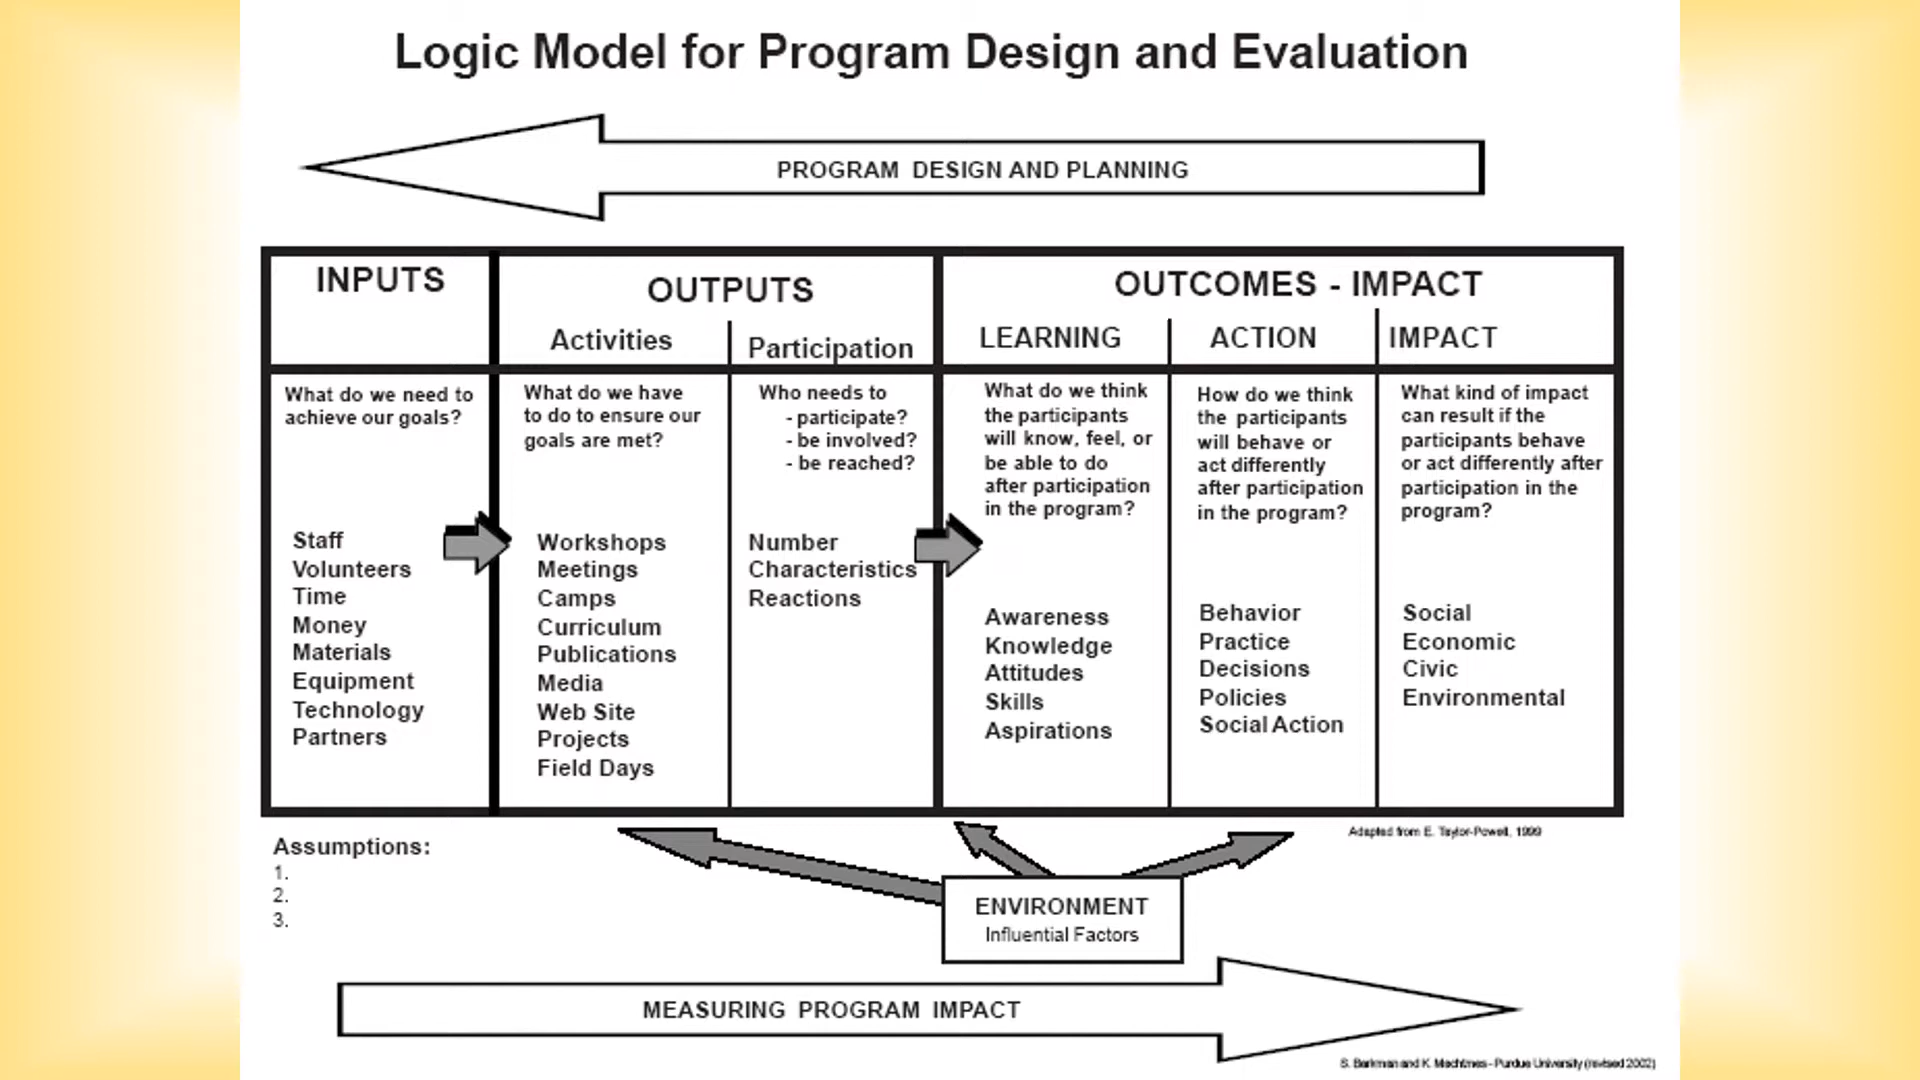 Logic Model for Program Design and Evaluation
PROGRAM DESIGN AND PLANNING
INPUTS
OUTPUTS
OUTCOMES - IMPACT
Activities
Participation
LEARNING
ACTION
IMPACT
What do we need to
achieve our goals?
Staff
Volunteers
Time
Money
Materials
Equipment
Technology
Partners
What do we have
to do to ensure our
goals are met?
Workshops
Meetings
Camps
Curriculum
Publications
Media
Web Site
Projects
Field Days
Who needs to
- participate?
- be involved?
- be reached?
Number
Characteristics
Reactions
What do we think
the participants
will know, feel, or
be able to do
after participation
in the program?
Awareness
Knowledge
Attitudes
Skills
Aspirations
How do we think
the participants
will behave or
act differently
after participation
in the program?
Behavior
Practice
Decisions
Policies
Social Action
What kind of impact
can result if the
participants behave
or act differently after
participation in the
program?
Social
Economic
Civic
Environmental
Adapted from E. Taylor-Powell, 1999
Assumptions:
1.
2.
3.
ENVIRONMENT
Influential Factors
MEASURING PROGRAM IMPACT
S. Barkman and K. Machtmes - Purdue University (revised 2002)